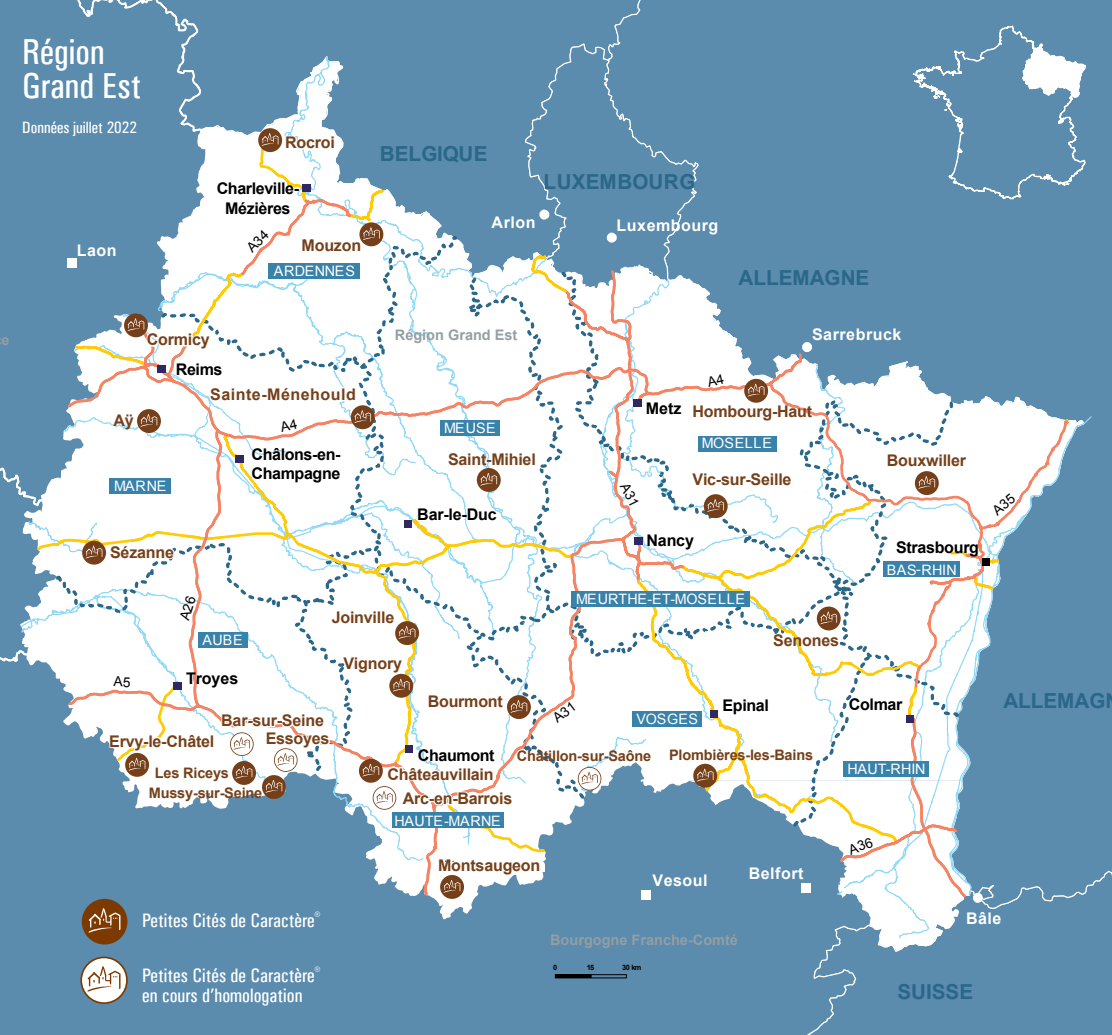 Région
Grand Est
Données juillet 2022
BELGIQUE
LUXEMBOURG
ALLEMAGNE
Rocroi
Charleville-
Mézières
Arlon
Luxembourg
Mouzon
A34
Laon
ARDENNES
Région Grand Est
Sarrebruck
Cormicy
Reims
Sainte-Ménehould
A4
Metz
Hombourg-Haut
Aÿ
A4
MEUSE
MOSELLE
Châlons-en-
Champagne
Saint-Mihiel
Bouxwiller
MARNE
Vic-sur-Seille
A31
A35
Bar-le-Duc
Nancy
Strasbourg
Sézanne
BAS-RHIN
A26
MEURTHE-ET-MOSELLE
Joinville
Senones
AUBE
Vignory
Troyes
A5
Bourmont
A31
Epinal
Colmar
ALLEMAGN
VOSGES
Bar-sur-Seine
Essoyes
Ervy-le-Châtel
Chaumont
Châtillon-sur-Saône
Plombières-les-Bains
Les Riceys
Châteauvillain
HAUT-RHIN
Mussy-sur-Seine
Arc-en-Barrois
HAUTE-MARNE
A36
Montsaugeon
Vesoul
Belfort
Bâle
Petites Cités de Caractère®
Bourgogne Franche-Comté
0 15 30 km
Petites Cités de Caractère®
en cours d'homologation
SUISSE